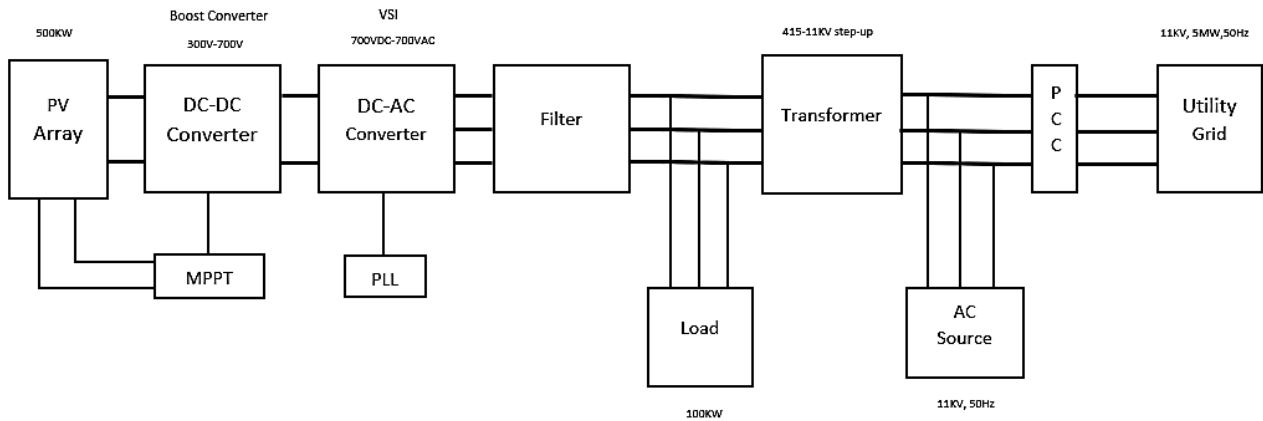 Boost Converter
VSI
500KW
300V-700V
700VDC-700VAC
415-11KV step-up
11KV, 5MW,50Hz
PV
Array
DC-DC
Converter
DC-AC
Converter
Filter
Transformer
P
C
C
Utility
Grid
MPPT
PLL
Load
AC
Source
100KW
11KV, 50Hz